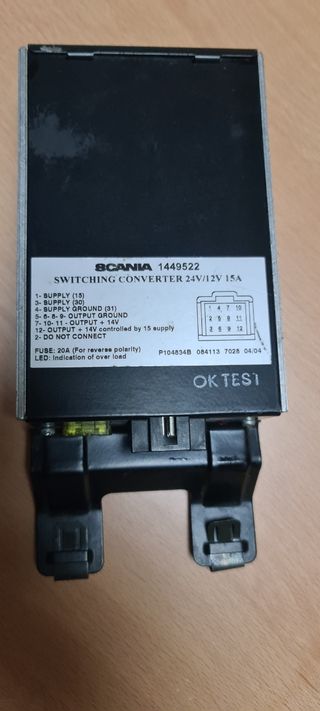 SCANIA 1449522
SWITCHING CONVERTER 24V/12V 15A
1- SUPPLY (15)
3- SUPPLY (30)
4- SUPPLY GROUND (31)
5- 6- 8- 9- OUTPUT GROUND
7- 10- 11- OUTPUT + 14V
12- OUTPUT + 14V controlled by 15 supply
2- DO NOT CONNECT
1 4 7 10
2 5 8 11
3 6 9 12
FUSE: 20A (For reverse polarity)
LED: Indication of over load
P104834B 084113 7028 04/04
OK TEST